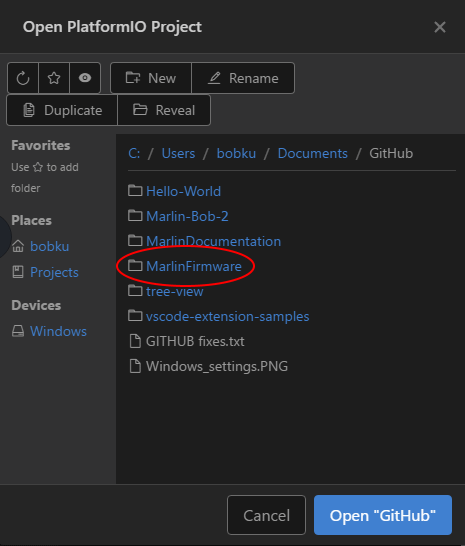 Open PlatformIO Project
New
Rename
Duplicate
Reveal
Favorites
Use ☆ to add
folder
Places
bobku
Projects
Devices
Windows
C: / Users / bobku / Documents / GitHub
Hello-World
Marlin-Bob-2
MarlinDocumentation
MarlinFirmware
tree-view
vscode-extension-samples
GITHUB fixes.txt
Windows_settings.PNG
Cancel
Open "GitHub"